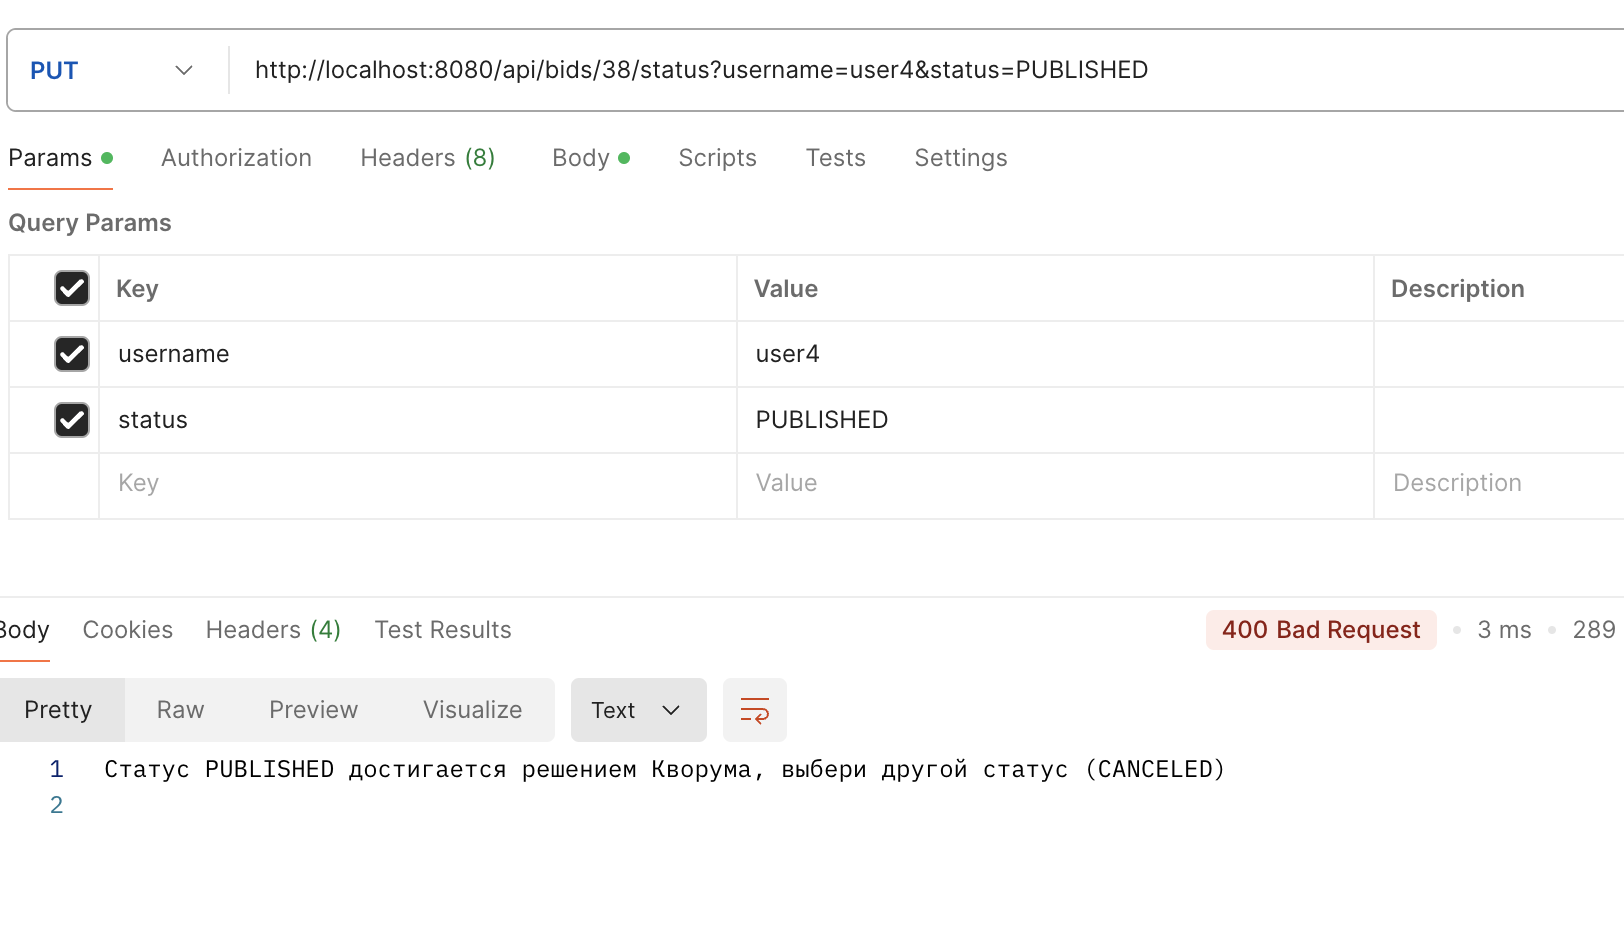 PUT http://localhost:8080/api/bids/38/status?username=user4&status=PUBLISHED
Params Authorization Headers (8) Body Scripts Tests Settings
Query Params
Key Value Description
username user4
status PUBLISHED
Key Value Description
Body Cookies Headers (4) Test Results 400 Bad Request 3 ms 289
Pretty Raw Preview Visualize Text
1 Статус PUBLISHED достигается решением Кворума, выбери другой статус (CANCELED)
2